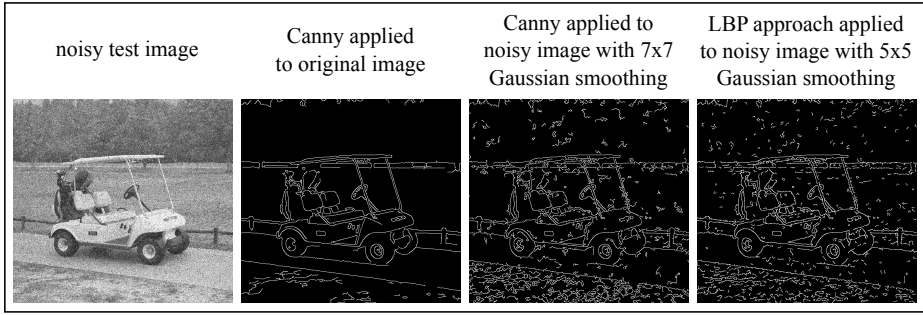 noisy test image
Canny applied
to original image
Canny applied to
noisy image with 7x7
Gaussian smoothing
LBP approach applied
to noisy image with 5x5
Gaussian smoothing